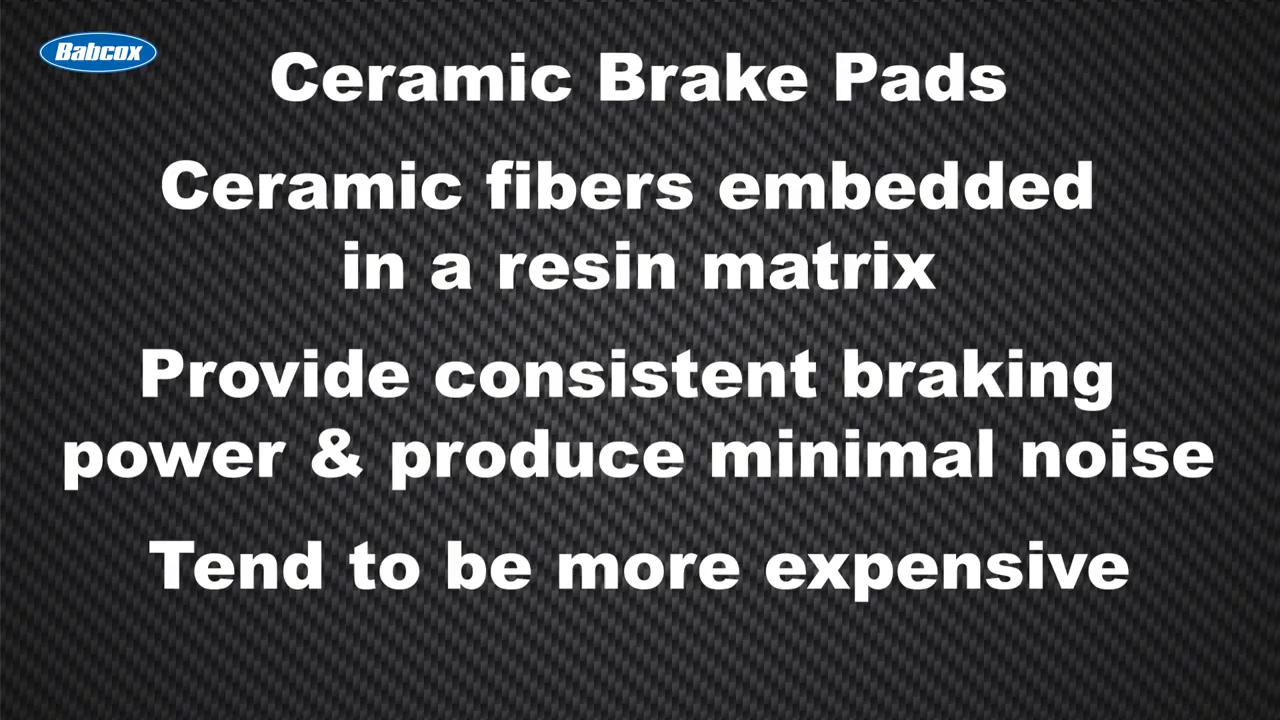 Babcox
Ceramic Brake Pads
Ceramic fibers embedded
in a resin matrix
Provide consistent braking
power & produce minimal noise
Tend to be more expensive